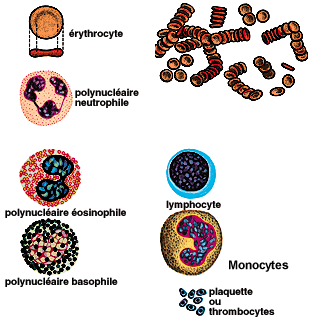 érythrocyte
polynucléaire
neutrophile
polynucléaire éosinophile
lymphocyte
polynucléaire basophile
Monocytes
plaquette
ou
thrombocytes